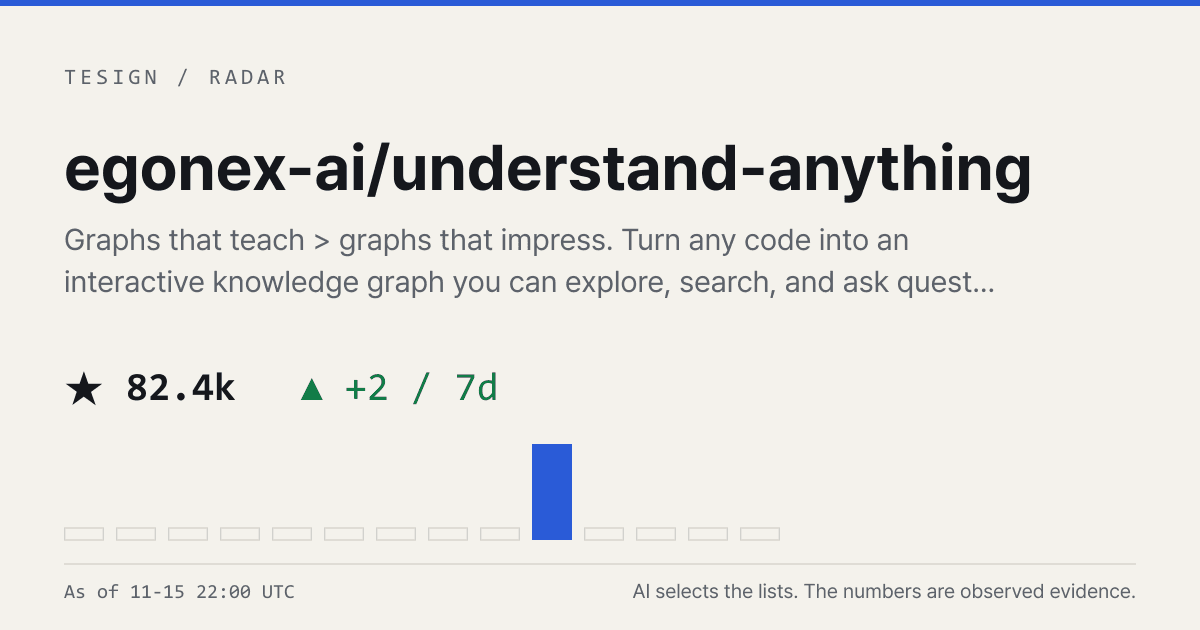 TESIGN / RADAR
egonex-ai/understand-anything
Graphs that teach > graphs that impress. Turn any code into an
interactive knowledge graph you can explore, search, and ask quest…
★ 82.4k ▲ +2 / 7d
As of 11-15 22:00 UTC
AI selects the lists. The numbers are observed evidence.